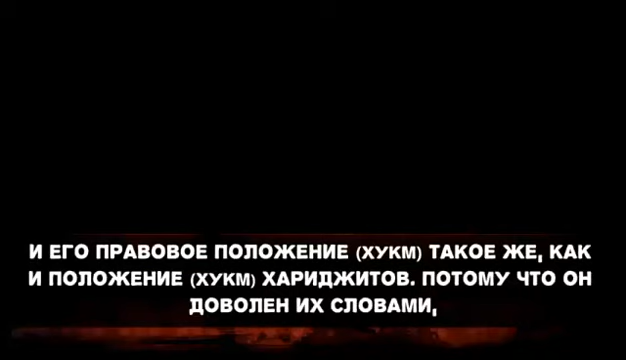 И ЕГО ПРАВОВОЕ ПОЛОЖЕНИЕ (ХУКМ) ТАКОЕ ЖЕ, КАК
И ПОЛОЖЕНИЕ (ХУКМ) ХАРИДЖИТОВ. ПОТОМУ ЧТО ОН
ДОВОЛЕН ИХ СЛОВАМИ,